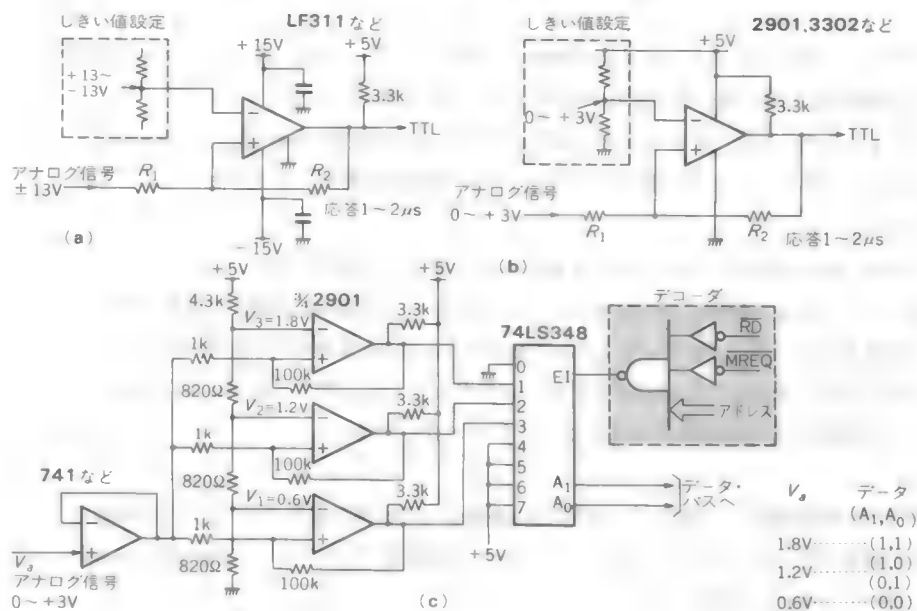 しきい値設定
LF311など
+15V
+5V
+13〜
-13V
3.3k
TTL
アナログ信号
±13V
R1
R2
-15V
応答1〜2μs
(a)
しきい値設定
2901,3302など
+5V
0〜+3V
3.3k
TTL
アナログ信号
0〜+3V
R1
R2
応答1〜2μs
(b)
+5V
4.3k
¾2901
+5V
V3=1.8V
3.3k
1k
100k
820Ω
V2=1.2V
3.3k
1k
100k
820Ω
V1=0.6V
3.3k
1k
100k
820Ω
741など
Va
アナログ信号
0〜+3V
74LS348
0
1
2
3
4
5
6
7
EI
A1
A0
+5V
デコーダ
RD
MREQ
アドレス
データ・
バスへ
Va データ
(A1,A0)
1.8V (1,1)
(1.0)
1.2V
(0.1)
0.6V (0,0)
(c)